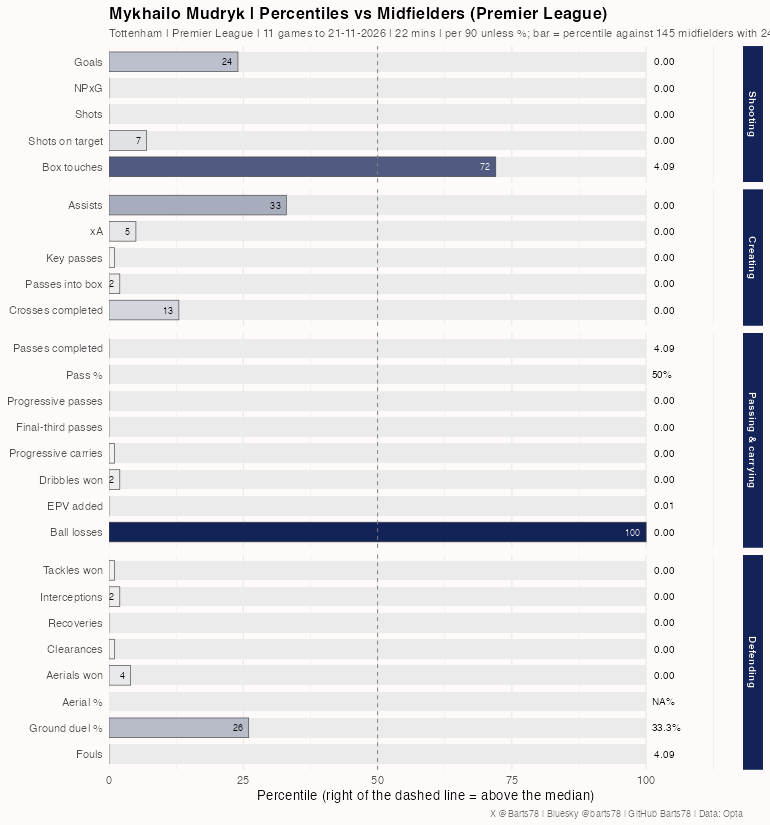 Mykhailo Mudryk | Percentiles vs Midfielders (Premier League)
Tottenham | Premier League | 11 games to 21-11-2026 | 22 mins | per 90 unless %; bar = percentile against 145 midfielders with 24
Goals 24 0.00
NPxG 0.00
Shots 0.00
Shots on target 7 0.00
Box touches 72 4.09
Shooting
Assists 33 0.00
xA 5 0.00
Key passes 0.00
Passes into box 2 0.00
Crosses completed 13 0.00
Creating
Passes completed 4.09
Pass % 50%
Progressive passes 0.00
Final-third passes 0.00
Progressive carries 0.00
Dribbles won 2 0.00
EPV added 0.01
Ball losses 100 0.00
Passing & carrying
Tackles won 0.00
Interceptions 2 0.00
Recoveries 0.00
Clearances 0.00
Aerials won 4 0.00
Aerial % NA%
Ground duel % 26 33.3%
Fouls 4.09
Defending
0 25 50 75 100
Percentile (right of the dashed line = above the median)
X @Barts78 | Bluesky @barts78 | GitHub Barts78 | Data: Opta